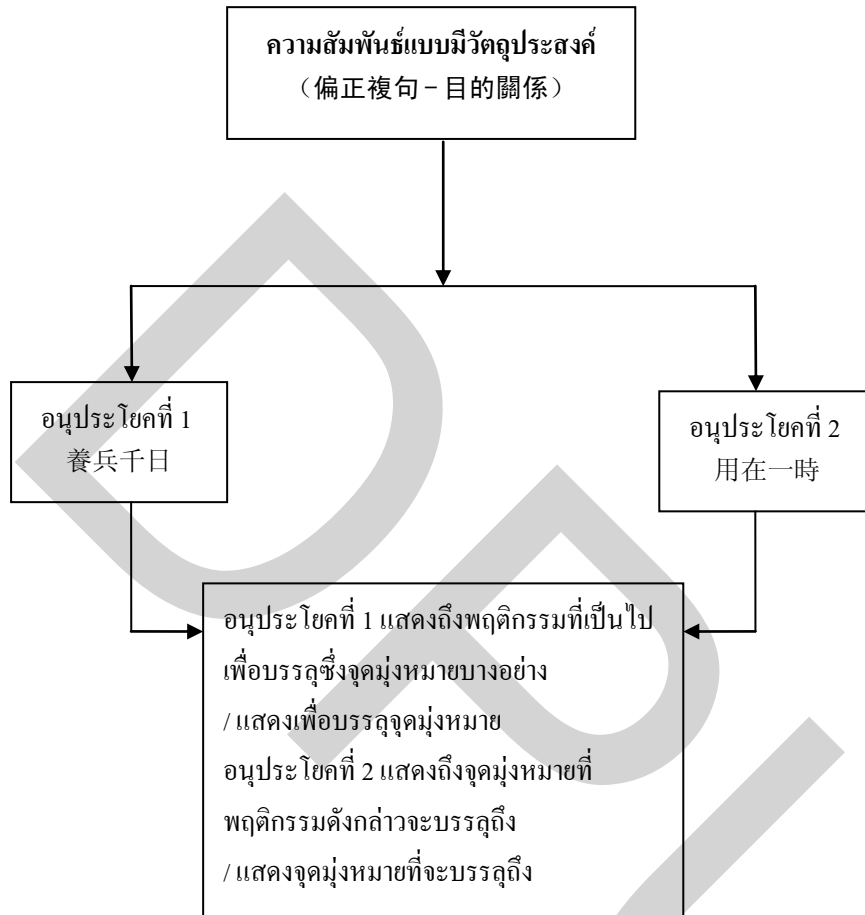 ความสัมพันธ์แบบมีวัตถุประสงค์
（偏正複句－目的關係）
อนุประโยคที่ 1
養兵千日
อนุประโยคที่ 2
用在一時
อนุประโยคที่ 1 แสดงถึงพฤติกรรมที่เป็นไป
เพื่อบรรลุซึ่งจุดมุ่งหมายบางอย่าง
/ แสดงเพื่อบรรลุจุดมุ่งหมาย
อนุประโยคที่ 2 แสดงถึงจุดมุ่งหมายที่
พฤติกรรมดังกล่าวจะบรรลุถึง
/ แสดงจุดมุ่งหมายที่จะบรรลุถึง